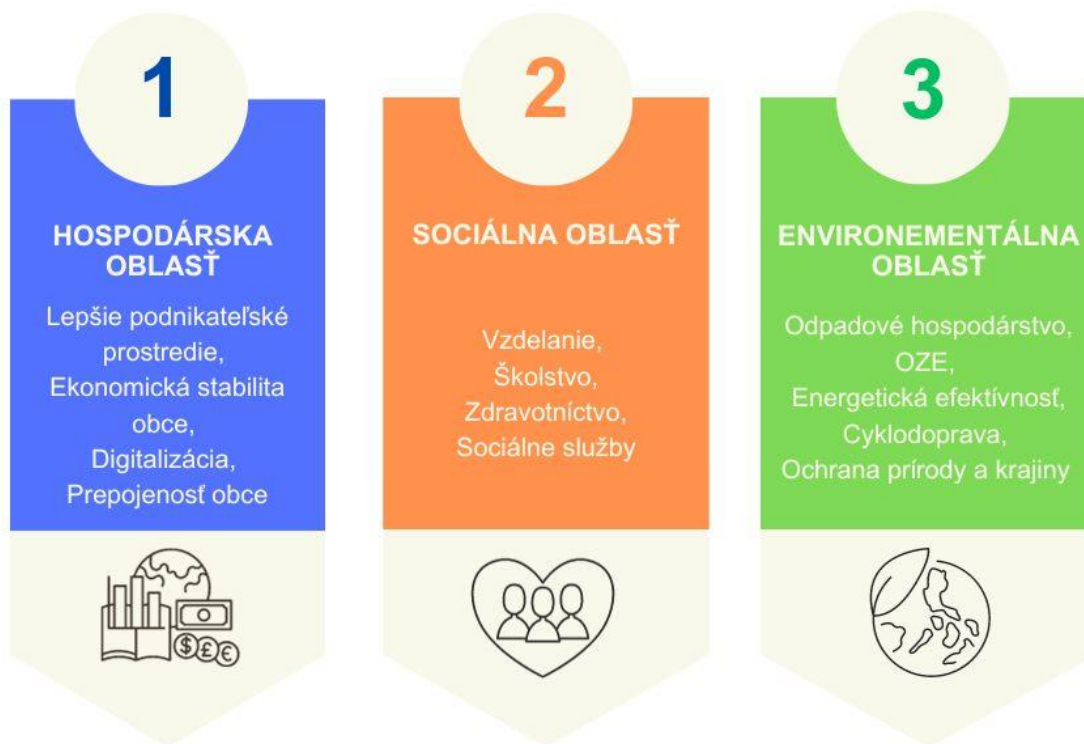 1
HOSPODÁRSKA
OBLASŤ
Lepšie podnikateľské
prostredie,
Ekonomická stabilita
obce,
Digitalizácia,
Prepojenosť obce
$££
2
SOCIÁLNA OBLASŤ
Vzdelanie,
Školstvo,
Zdravotníctvo,
Sociálne služby
3
ENVIRONEMENTÁLNA
OBLASŤ
Odpadové hospodárstvo,
OZE,
Energetická efektívnosť,
Cyklodoprava,
Ochrana prírody a krajiny